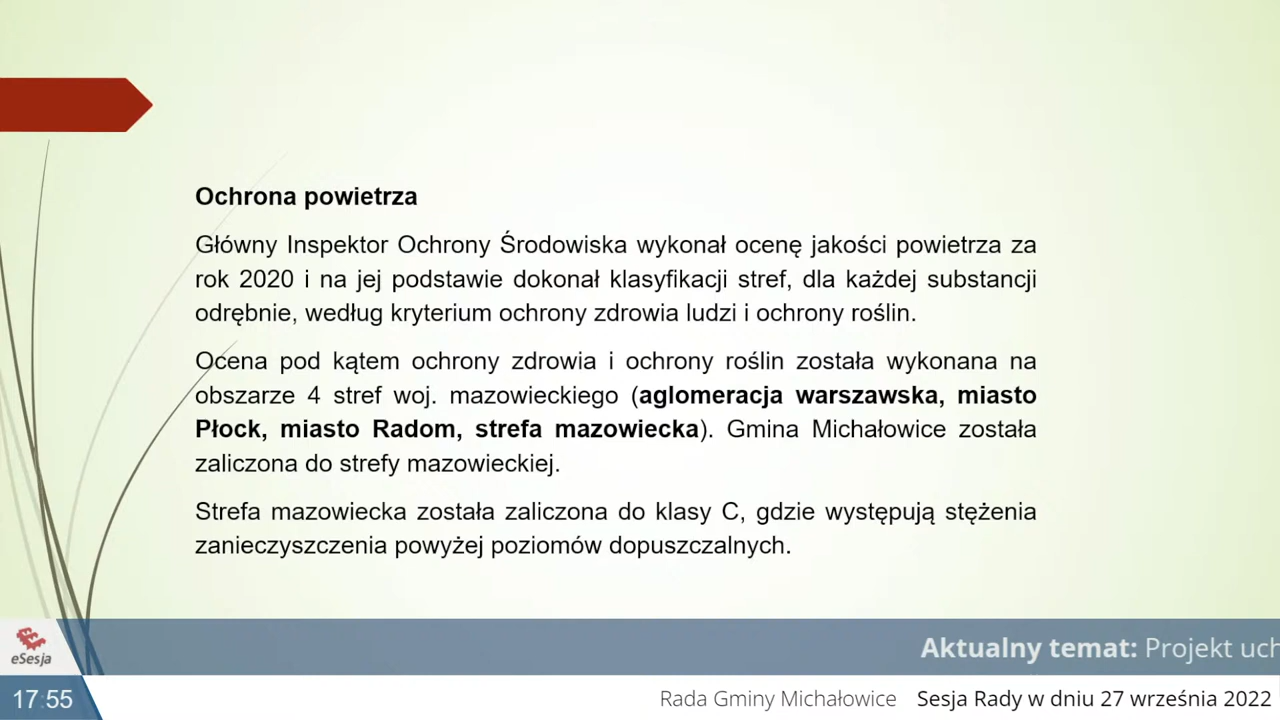 Ochrona powietrza
Główny Inspektor Ochrony Środowiska wykonał ocenę jakości powietrza za
rok 2020 i na jej podstawie dokonał klasyfikacji stref, dla każdej substancji
odrębnie, według kryterium ochrony zdrowia ludzi i ochrony roślin.
Ocena pod kątem ochrony zdrowia i ochrony roślin została wykonana na
obszarze 4 stref woj. mazowieckiego (aglomeracja warszawska, miasto
Płock, miasto Radom, strefa mazowiecka). Gmina Michałowice została
zaliczona do strefy mazowieckiej.
Strefa mazowiecka została zaliczona do klasy C, gdzie występują stężenia
zanieczyszczenia powyżej poziomów dopuszczalnych.
Aktualny temat: Projekt uch
eSesja
17:55
Rada Gminy Michałowice Sesja Rady w dniu 27 września 2022